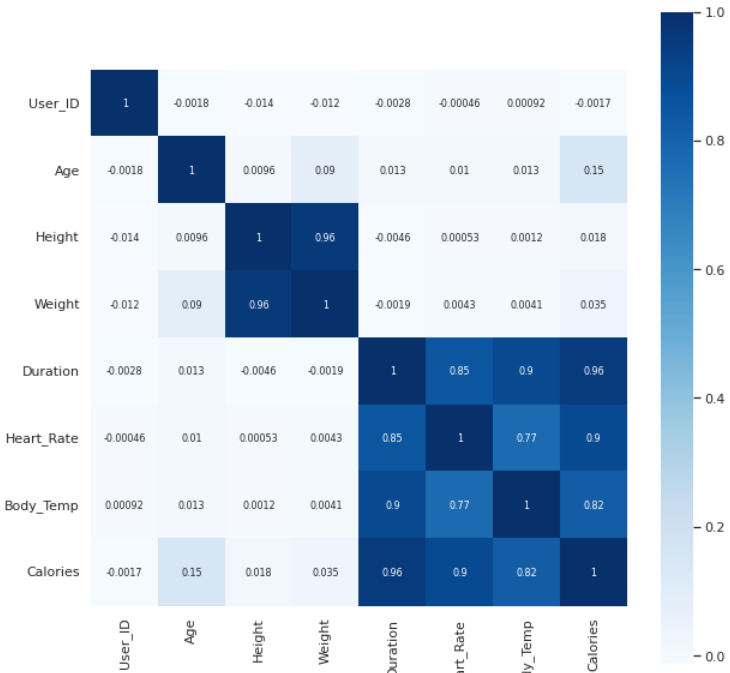 1.0
User_ID 1 -0.0018 -0.014 -0.012 -0.0028 -0.00046 0.00092 -0.0017
0.8
Age -0.0018 1 0.0096 0.09 0.013 0.01 0.013 0.15
Height -0.014 0.0096 1 0.96 -0.0046 0.00053 0.0012 0.018
0.6
Weight -0.012 0.09 0.96 1 -0.0019 0.0043 0.0041 0.035
Duration -0.0028 0.013 -0.0046 -0.0019 1 0.85 0.9 0.96
0.4
Heart_Rate -0.00046 0.01 0.00053 0.0043 0.85 1 0.77 0.9
Body_Temp 0.00092 0.013 0.0012 0.0041 0.9 0.77 1 0.82
0.2
Calories -0.0017 0.15 0.018 0.035 0.96 0.9 0.82 1
0.0
User_ID Age Height Weight uration art_Rate y_Temp Calories